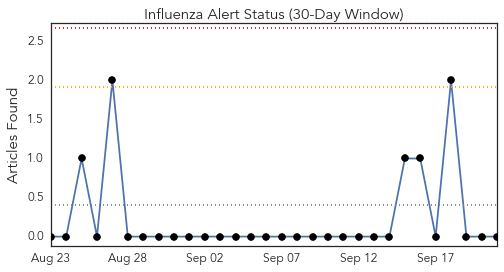 Influenza Alert Status (30-Day Window)
Articles Found
2.5
2.0
1.5
1.0
0.5
0.0
Aug 23 Aug 28 Sep 02 Sep 07 Sep 12 Sep 17